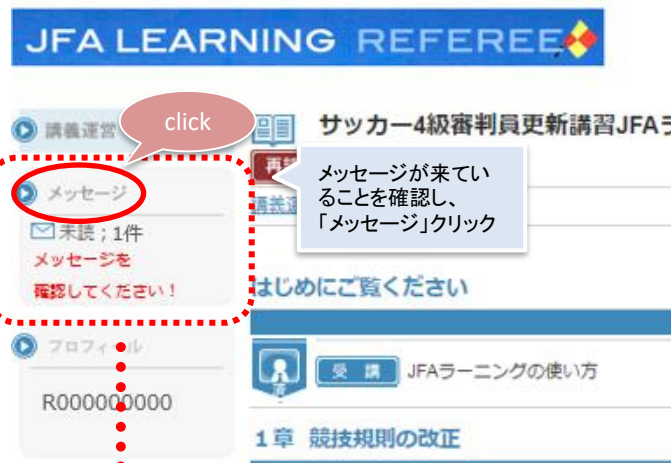 JFA LEARNING REFEREE
講義運営
click
サッカー4級審判員更新講習JFAラ
メッセージ
メッセージが来てい
ることを確認し、
「メッセージ」クリック
未読；1件
メッセージを
確認してください！
はじめにご覧ください
プロフィール
受 講
JFAラーニングの使い方
R000000000
1章 競技規則の改正